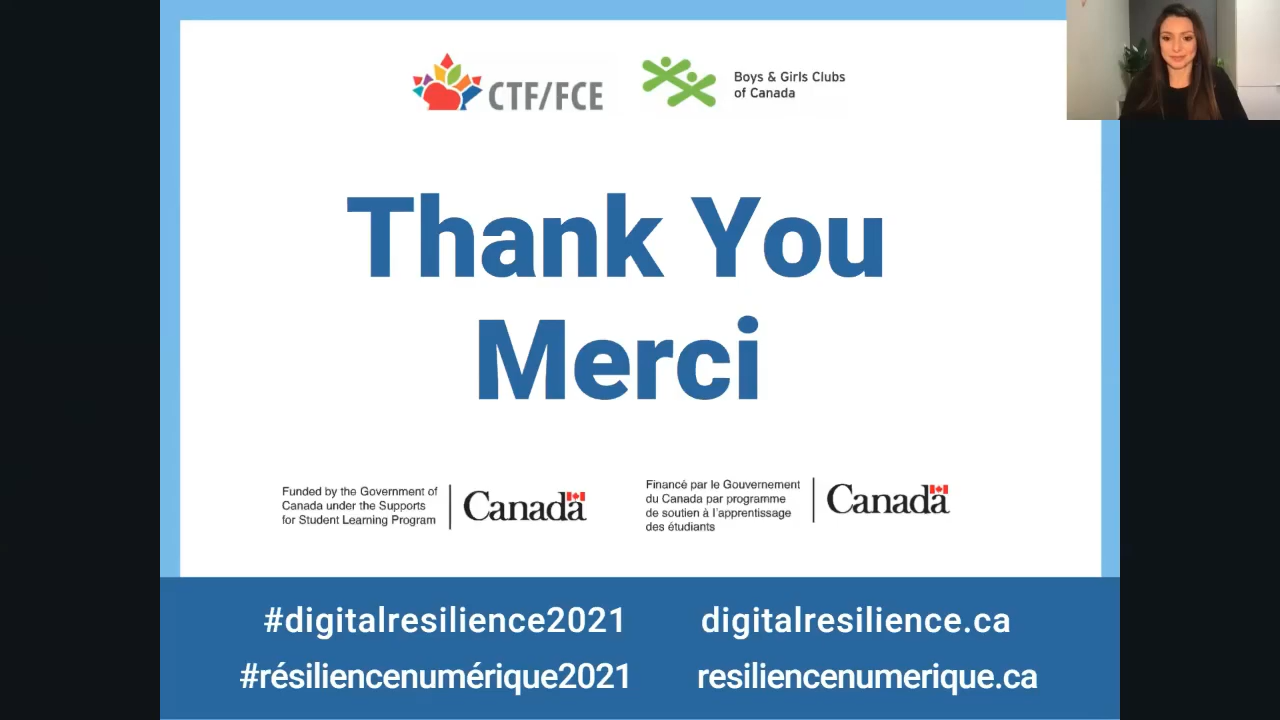 CTF/FCE
Boys & Girls Clubs
of Canada
Thank You
Merci
Funded by the Government of
Canada under the Supports
for Student Learning Program
Canada
Financé par le Gouvernement
du Canada par programme
de soutien à l'apprentissage
des étudiants
Canada
#digitalresilience2021
digitalresilience.ca
#résiliencenumérique2021
resiliencenumerique.ca